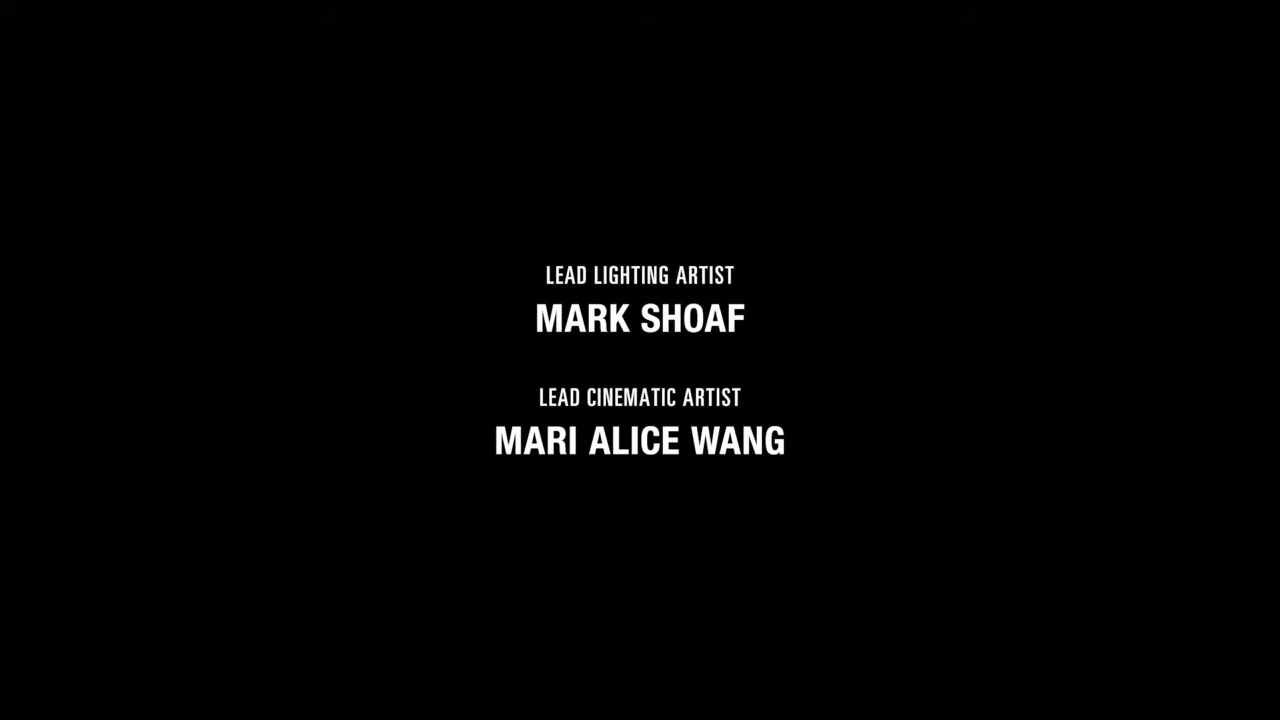 LEAD LIGHTING ARTIST
MARK SHOAF
LEAD CINEMATIC ARTIST
MARI ALICE WANG